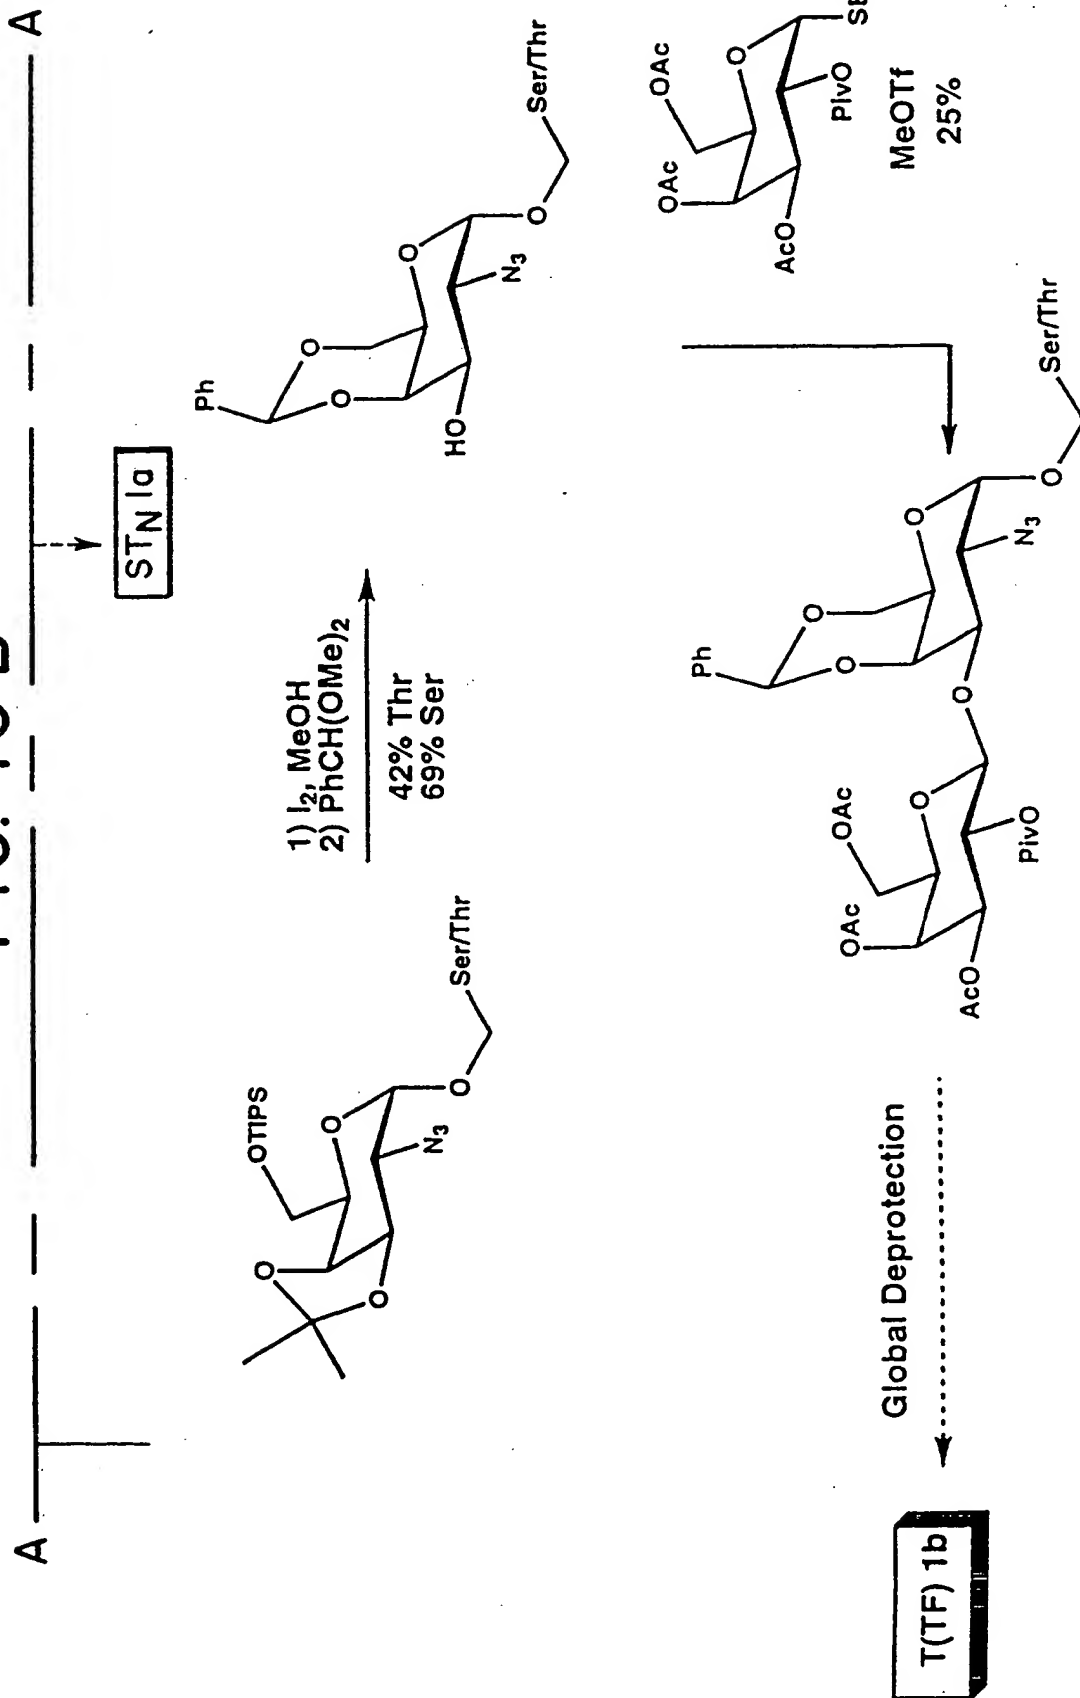 A
A
STN Ia
OTIPS
O
O
O
N3
O
Ser/Thr
1) I2, MeOH
2) PhCH(OMe)2
42% Thr
69% Ser
Ph
O
O
O
HO
N3
O
Ser/Thr
OAc
OAc
O
AcO
PivO
MeOTf
25%
Ph
O
O
O
N3
O
Ser/Thr
O
OAc
OAc
O
AcO
PivO
Global Deprotection
T(TF) 1b